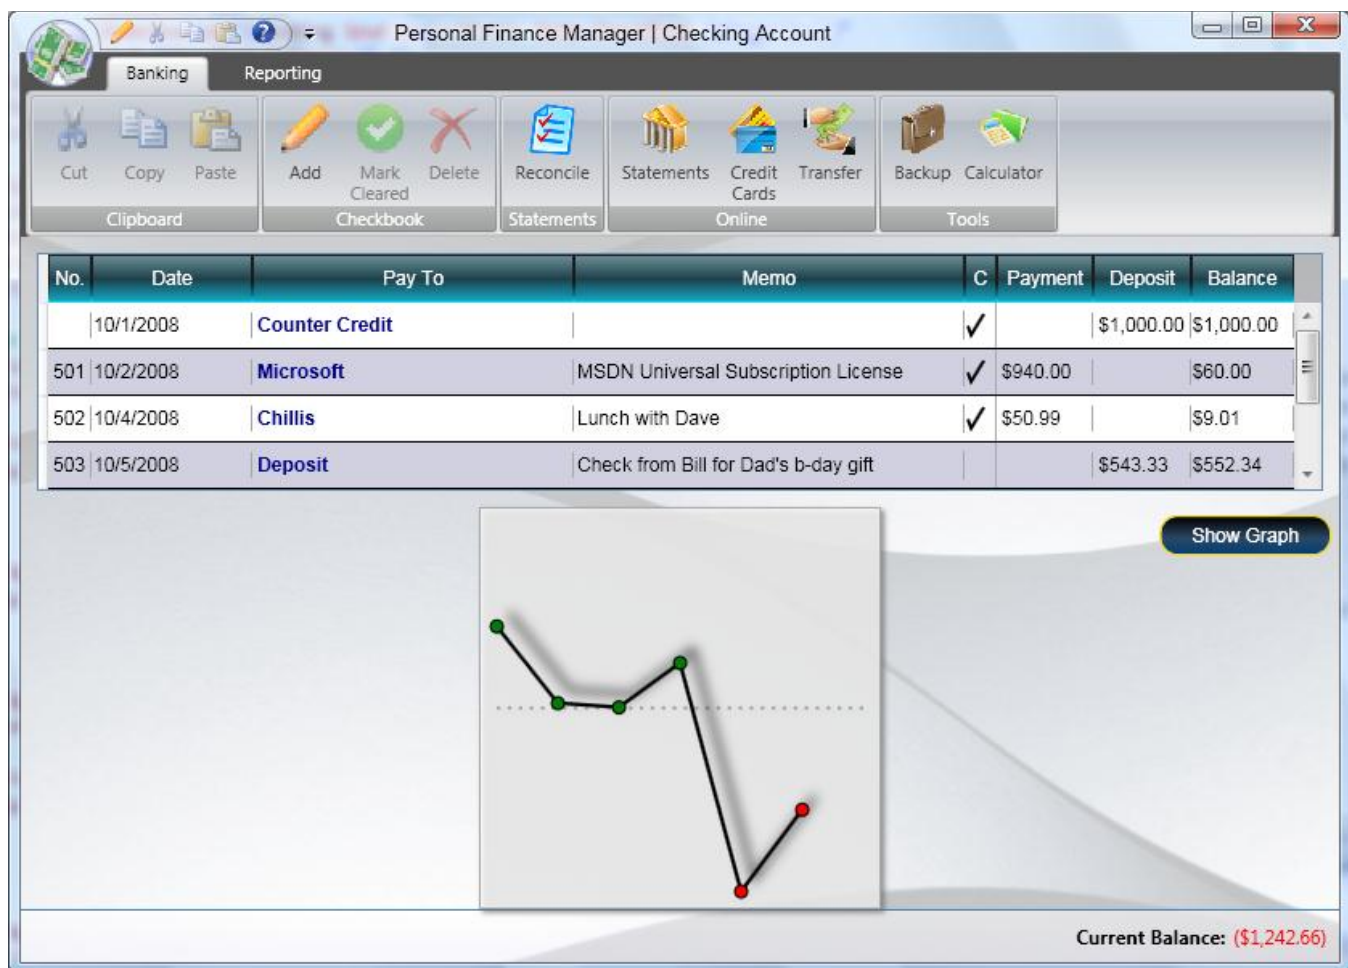 Personal Finance Manager | Checking Account
Banking Reporting
Cut Copy Paste Add Mark Cleared Delete Reconcile Statements Credit Cards Transfer Backup Calculator
Clipboard Checkbook Statements Online Tools
No. Date Pay To Memo C Payment Deposit Balance
10/1/2008 Counter Credit ✓ $1,000.00 $1,000.00
501 10/2/2008 Microsoft MSDN Universal Subscription License ✓ $940.00 $60.00
502 10/4/2008 Chillis Lunch with Dave ✓ $50.99 $9.01
503 10/5/2008 Deposit Check from Bill for Dad's b-day gift $543.33 $552.34
Show Graph
Current Balance: ($1,242.66)